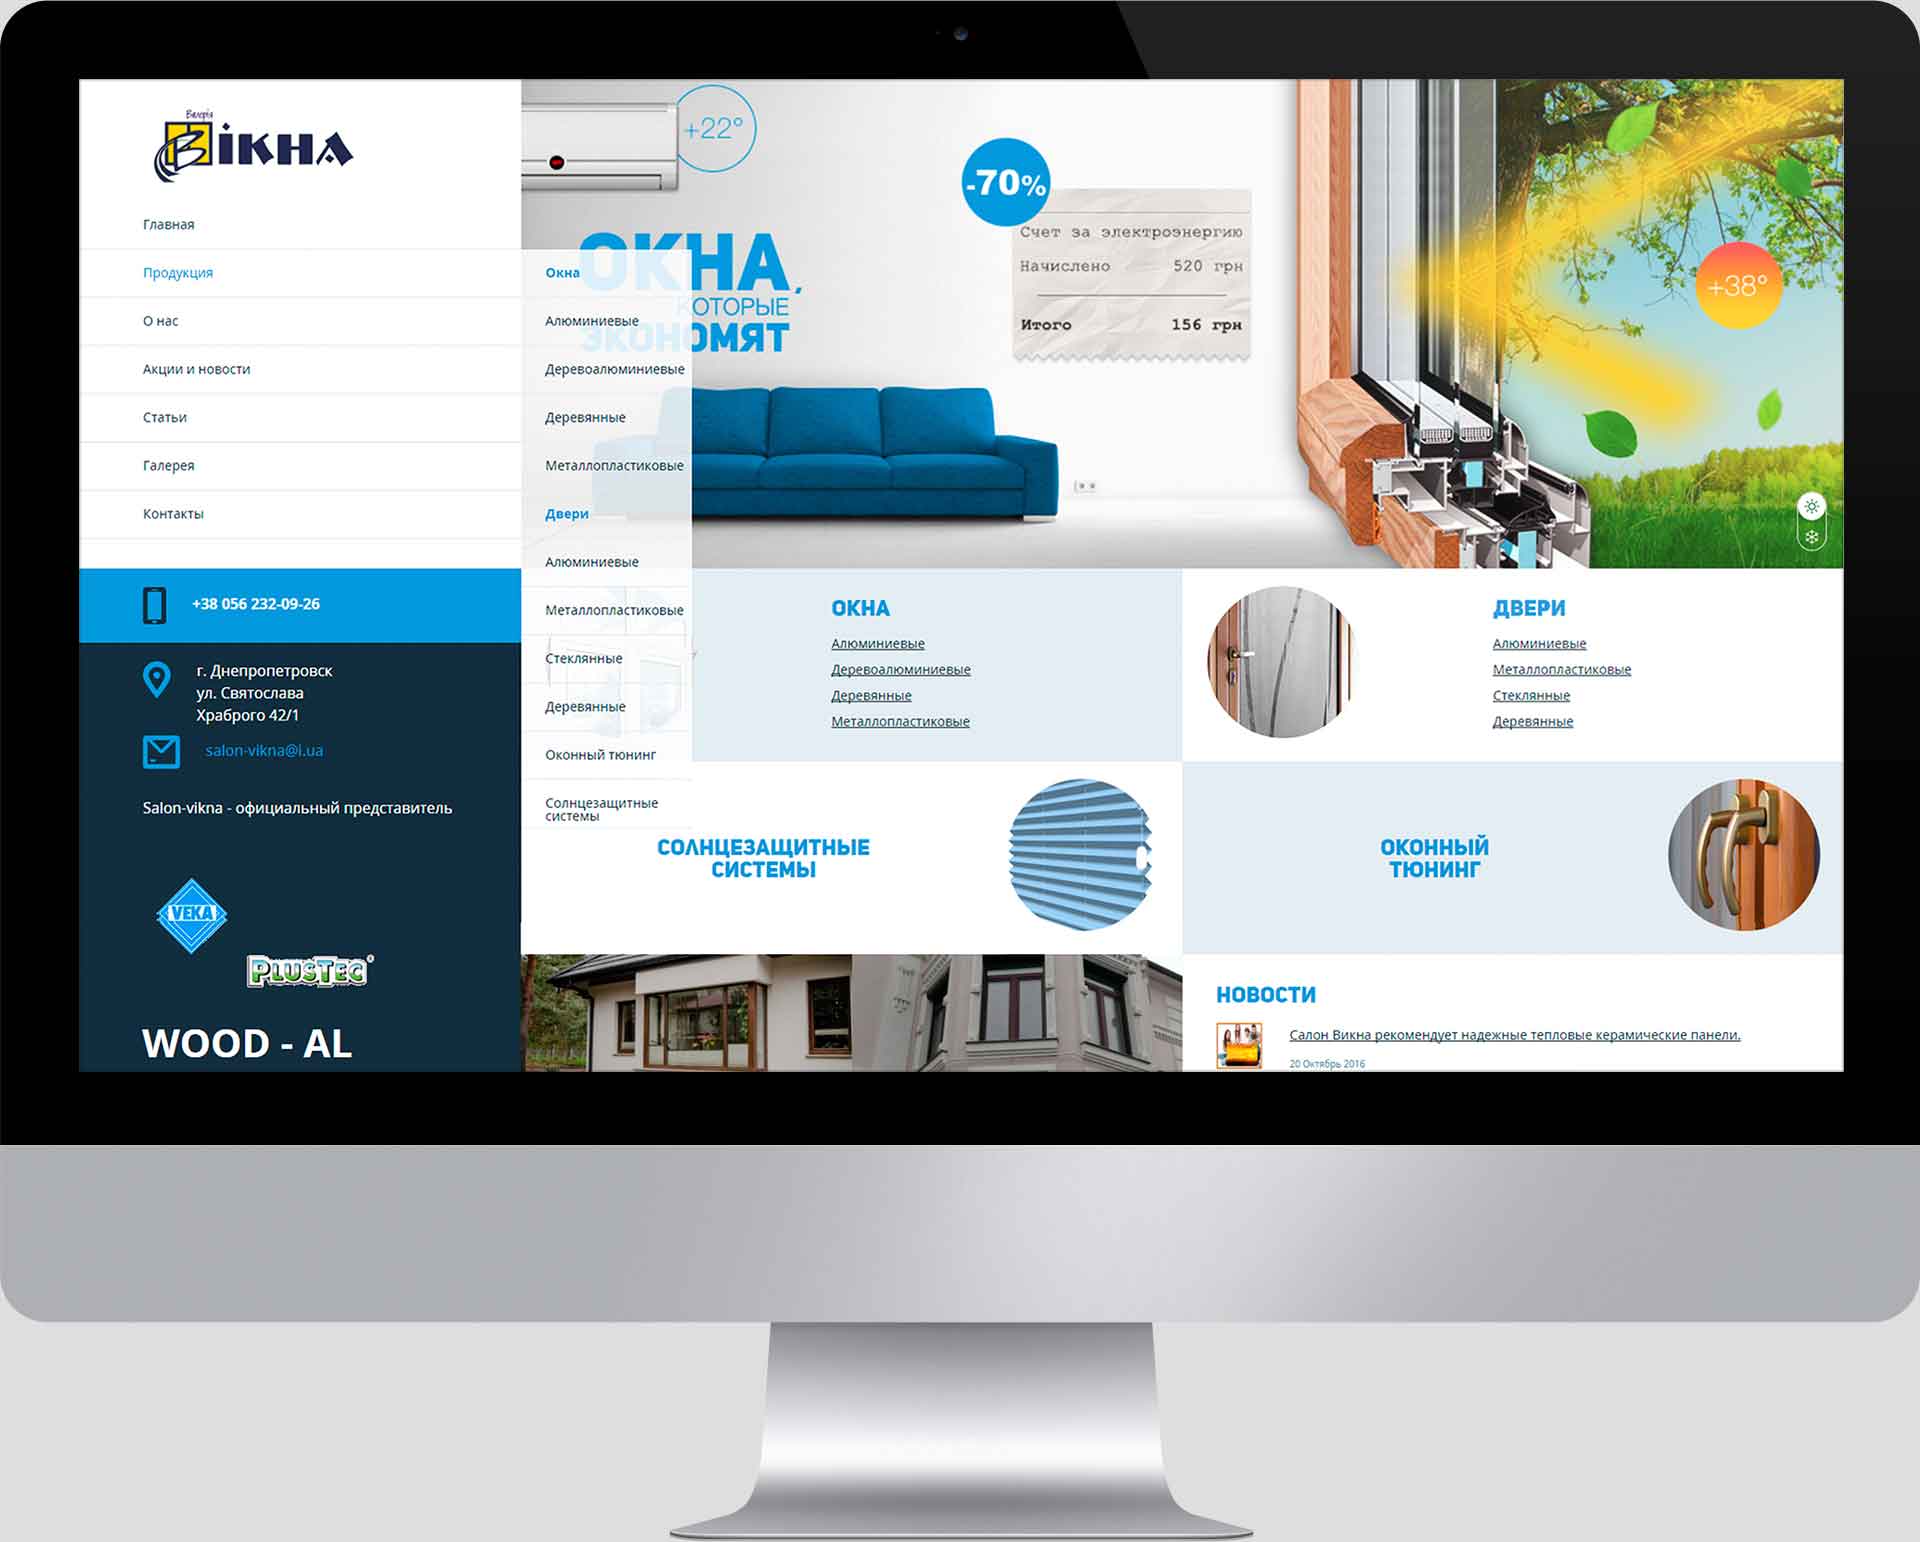 Валерія
Вікна
Главная
Продукция
О нас
Акции и новости
Статьи
Галерея
Контакты
+38 056 232-09-26
г. Днепропетровск
ул. Святослава
Храброго 42/1
salon-vikna@i.ua
Salon-vikna - официальный представитель
VEKA
PLUSTEC®
WOOD - AL
Окна
Алюминиевые
Деревоалюминиевые
Деревянные
Металлопластиковые
Двери
Алюминиевые
Металлопластиковые
Стеклянные
Деревянные
Оконный тюнинг
Солнцезащитные
системы
+22°
ОКНА,
КОТОРЫЕ
ЭКОНОМЯТ
-70%
Счет за электроэнергию
Начислено 520 грн
Итого 156 грн
+38°
ОКНА
Алюминиевые
Деревоалюминиевые
Деревянные
Металлопластиковые
ДВЕРИ
Алюминиевые
Металлопластиковые
Стеклянные
Деревянные
СОЛНЦЕЗАЩИТНЫЕ
СИСТЕМЫ
ОКОННЫЙ
ТЮНИНГ
НОВОСТИ
Салон Викна рекомендует надежные тепловые керамические панели.
20 Октябрь 2016